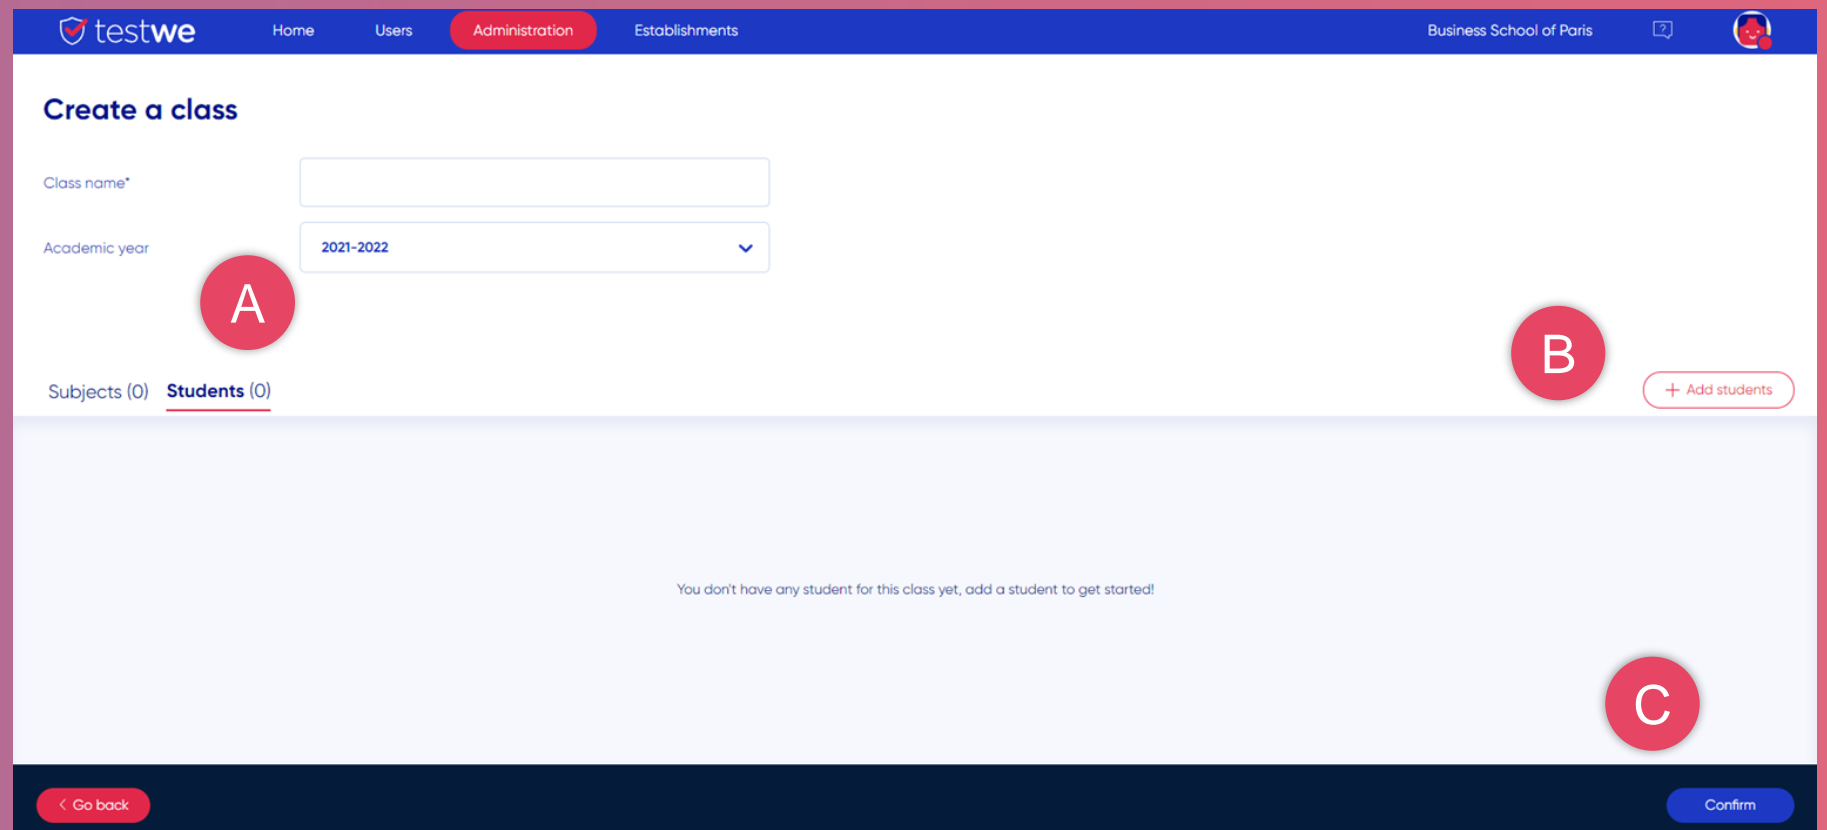 testwe Home Users Administration Establishments Business School of Paris ?
Create a class
Class name*
Academic year 2021-2022
A
B
Subjects (0) Students (0) + Add students
You don't have any student for this class yet, add a student to get started!
C
< Go back Confirm